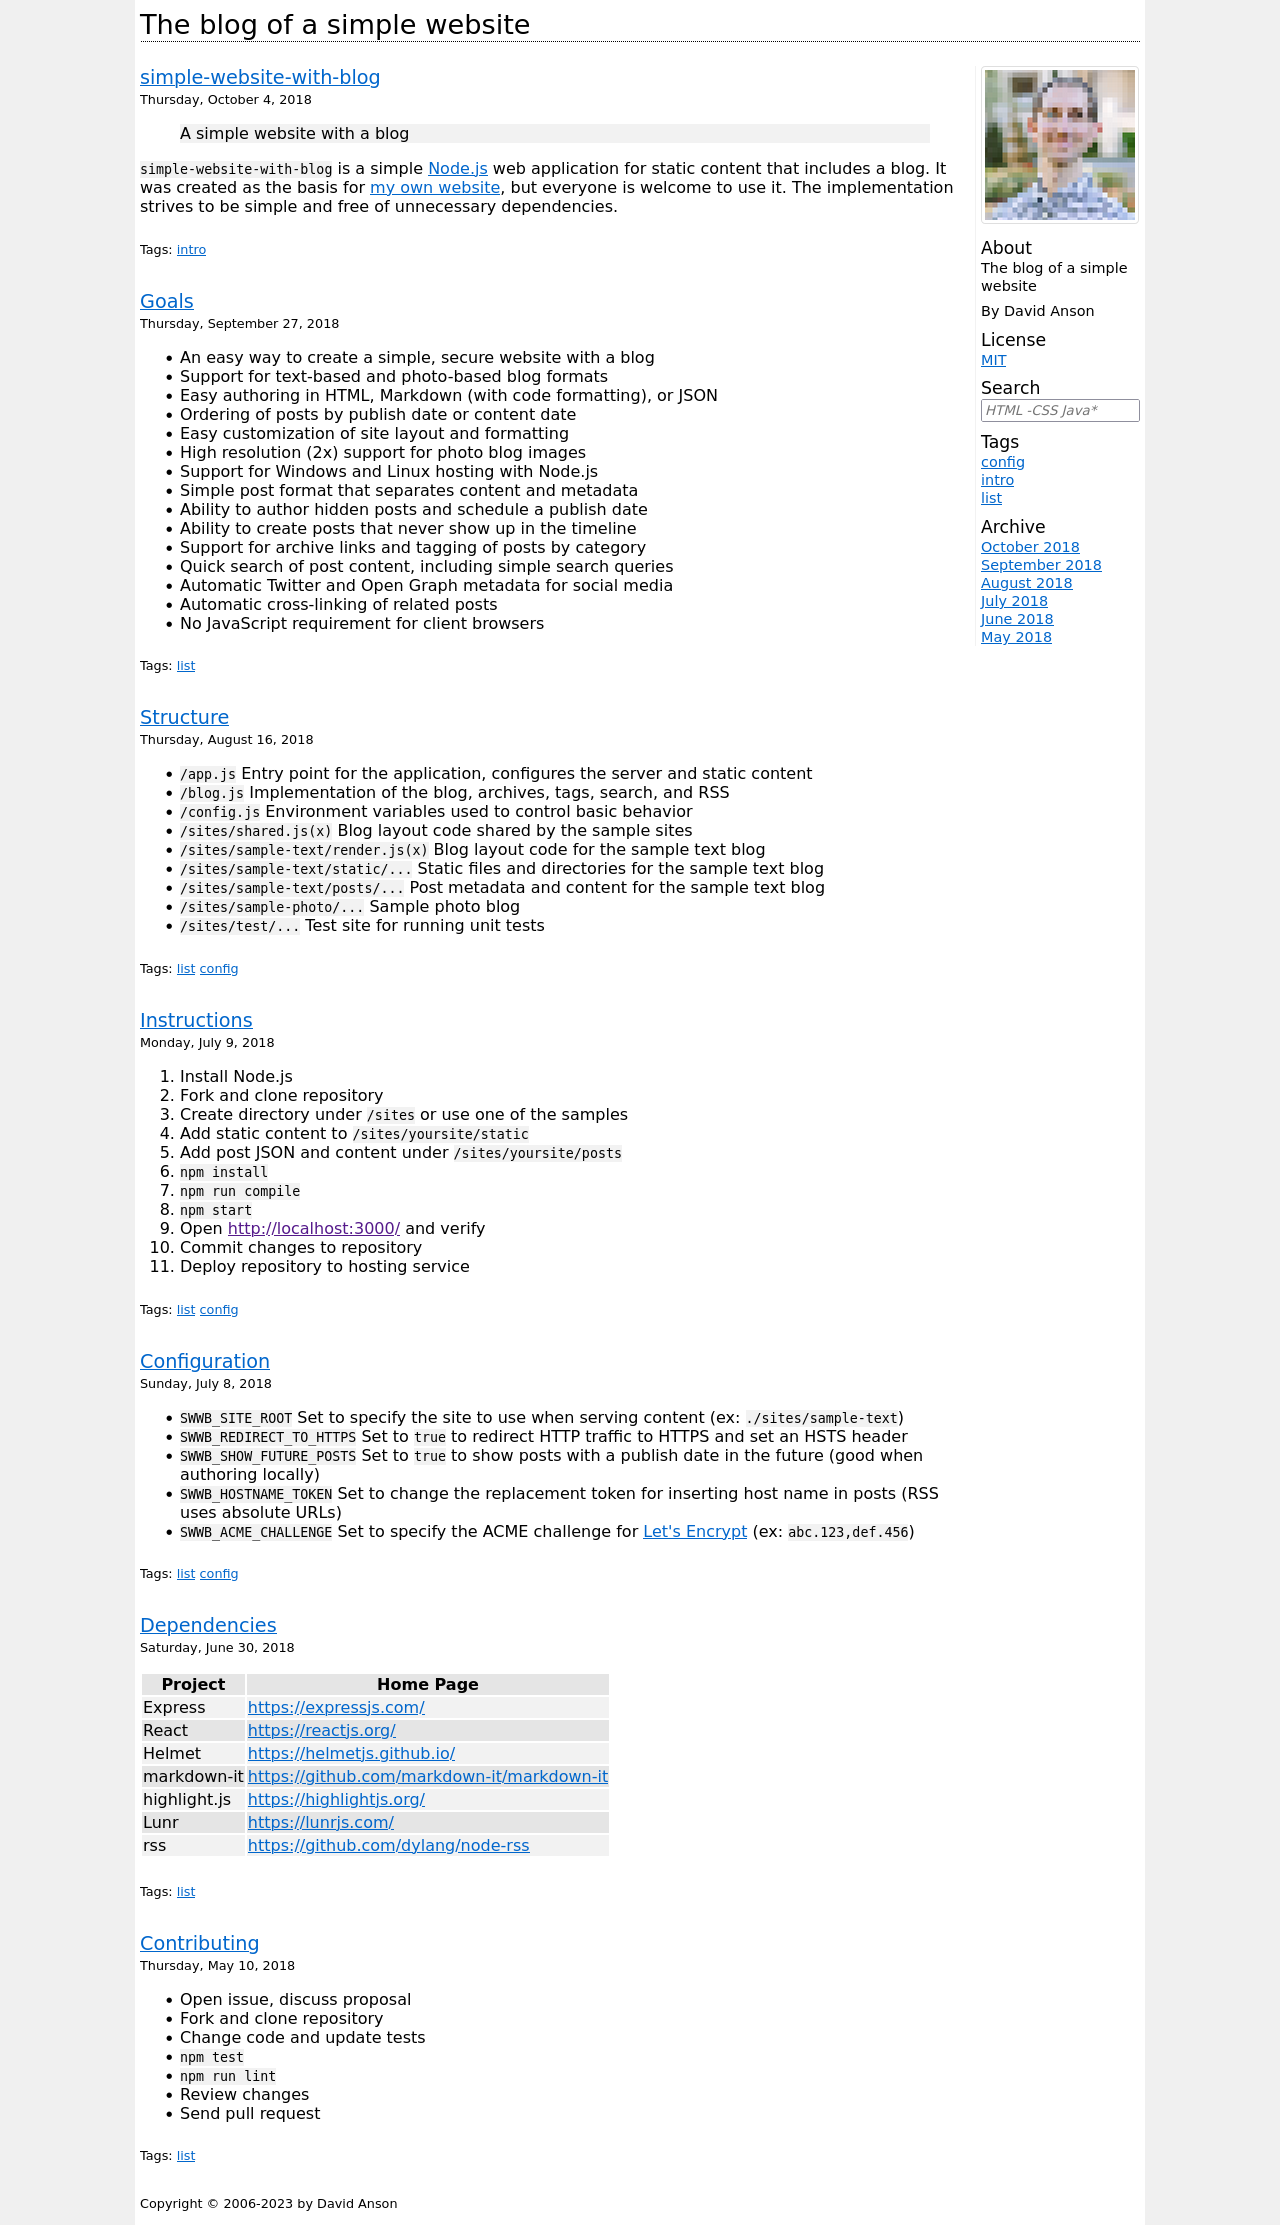 The blog of a simple website
simple-website-with-blog
Thursday, October 4, 2018
A simple website with a blog
simple-website-with-blog is a simple Node.js web application for static content that includes a blog. It
was created as the basis for my own website, but everyone is welcome to use it. The implementation
strives to be simple and free of unnecessary dependencies.
Tags: intro
Goals
Thursday, September 27, 2018
• An easy way to create a simple, secure website with a blog
• Support for text-based and photo-based blog formats
• Easy authoring in HTML, Markdown (with code formatting), or JSON
• Ordering of posts by publish date or content date
• Easy customization of site layout and formatting
• High resolution (2x) support for photo blog images
• Support for Windows and Linux hosting with Node.js
• Simple post format that separates content and metadata
• Ability to author hidden posts and schedule a publish date
• Ability to create posts that never show up in the timeline
• Support for archive links and tagging of posts by category
• Quick search of post content, including simple search queries
• Automatic Twitter and Open Graph metadata for social media
• Automatic cross-linking of related posts
• No JavaScript requirement for client browsers
Tags: list
Structure
Thursday, August 16, 2018
• /app.js Entry point for the application, configures the server and static content
• /blog.js Implementation of the blog, archives, tags, search, and RSS
• /config.js Environment variables used to control basic behavior
• /sites/shared.js(x) Blog layout code shared by the sample sites
• /sites/sample-text/render.js(x) Blog layout code for the sample text blog
• /sites/sample-text/static/... Static files and directories for the sample text blog
• /sites/sample-text/posts/... Post metadata and content for the sample text blog
• /sites/sample-photo/... Sample photo blog
• /sites/test/... Test site for running unit tests
Tags: list config
Instructions
Monday, July 9, 2018
1. Install Node.js
2. Fork and clone repository
3. Create directory under /sites or use one of the samples
4. Add static content to /sites/yoursite/static
5. Add post JSON and content under /sites/yoursite/posts
6. npm install
7. npm run compile
8. npm start
9. Open http://localhost:3000/ and verify
10. Commit changes to repository
11. Deploy repository to hosting service
Tags: list config
Configuration
Sunday, July 8, 2018
• SWWB_SITE_ROOT Set to specify the site to use when serving content (ex: ./sites/sample-text)
• SWWB_REDIRECT_TO_HTTPS Set to true to redirect HTTP traffic to HTTPS and set an HSTS header
• SWWB_SHOW_FUTURE_POSTS Set to true to show posts with a publish date in the future (good when
authoring locally)
• SWWB_HOSTNAME_TOKEN Set to change the replacement token for inserting host name in posts (RSS
uses absolute URLs)
• SWWB_ACME_CHALLENGE Set to specify the ACME challenge for Let's Encrypt (ex: abc.123,def.456)
Tags: list config
Dependencies
Saturday, June 30, 2018
Project Home Page
Express https://expressjs.com/
React https://reactjs.org/
Helmet https://helmetjs.github.io/
markdown-it https://github.com/markdown-it/markdown-it
highlight.js https://highlightjs.org/
Lunr https://lunrjs.com/
rss https://github.com/dylang/node-rss
Tags: list
Contributing
Thursday, May 10, 2018
• Open issue, discuss proposal
• Fork and clone repository
• Change code and update tests
• npm test
• npm run lint
• Review changes
• Send pull request
Tags: list
About
The blog of a simple
website
By David Anson
License
MIT
Search
HTML -CSS Java*
Tags
config
intro
list
Archive
October 2018
September 2018
August 2018
July 2018
June 2018
May 2018
Copyright © 2006-2023 by David Anson